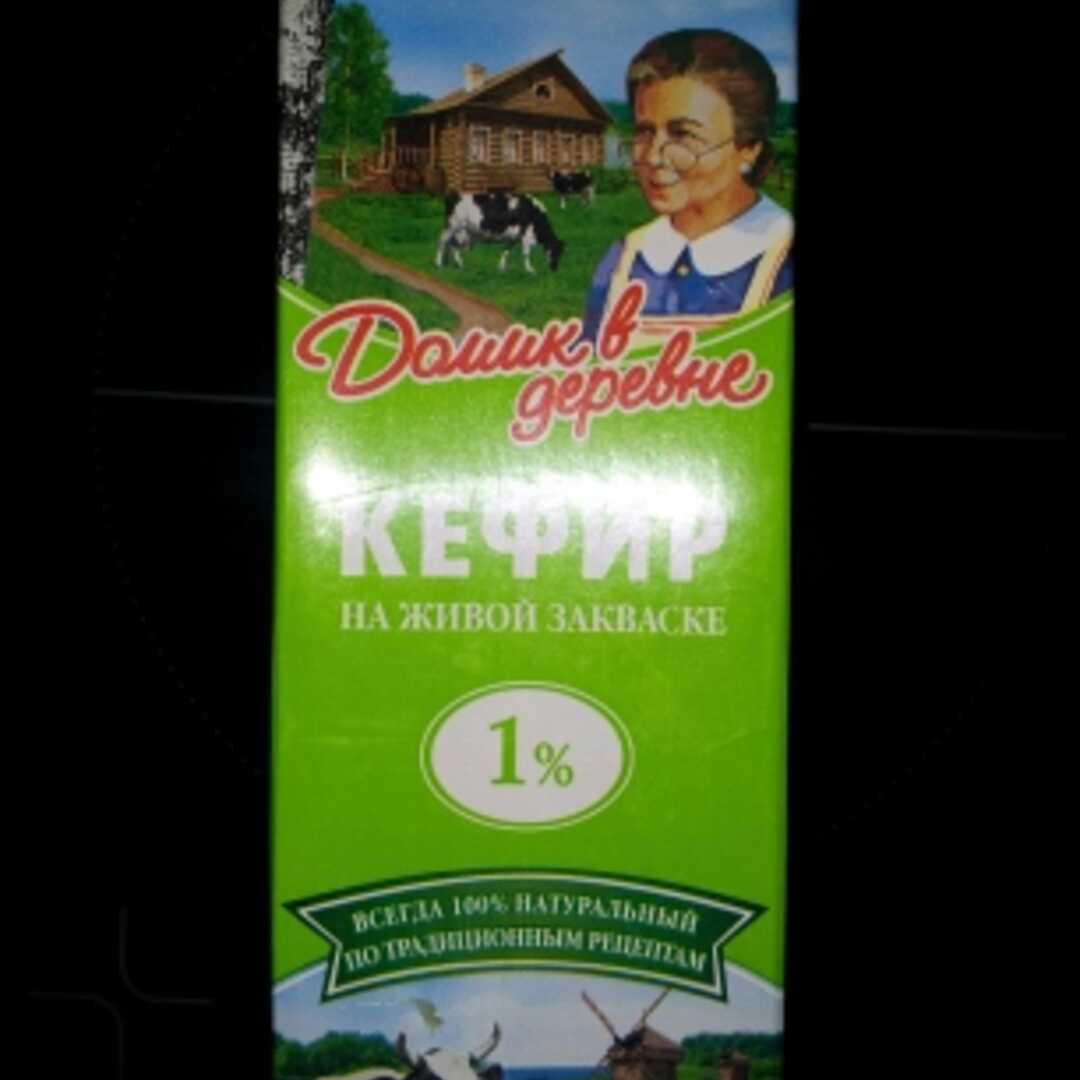 Домик в
деревне
КЕФИР
НА ЖИВОЙ ЗАКВАСКЕ
1%
ВСЕГДА 100% НАТУРАЛЬНЫЙ
ПО ТРАДИЦИОННЫМ РЕЦЕПТАМ